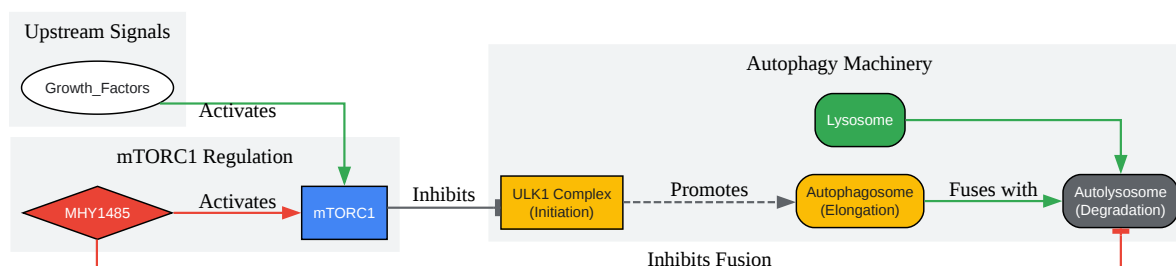 Upstream Signals
Growth_Factors
Activates
Autophagy Machinery
Lysosome
mTORC1 Regulation
MHY1485
Activates
mTORC1
Inhibits
ULK1 Complex
(Initiation)
Promotes
Autophagosome
(Elongation)
Fuses with
Autolysosome
(Degradation)
Inhibits Fusion